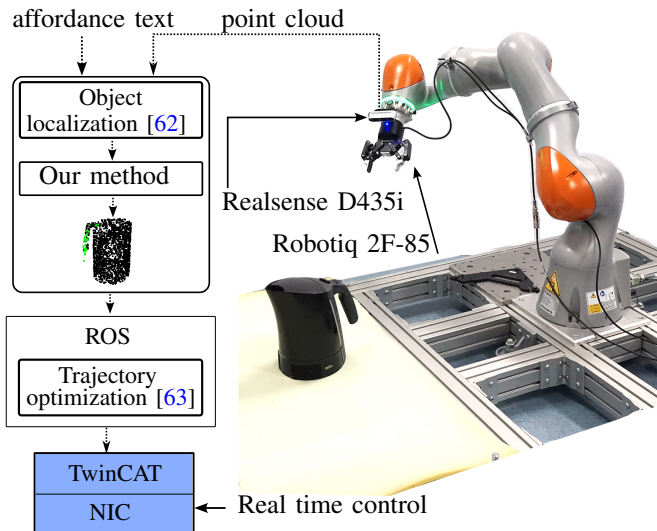 affordance text
point cloud
Object
localization [62]
Our method
Realsense D435i
Robotiq 2F-85
ROS
Trajectory
optimization [63]
TwinCAT
NIC
Real time control